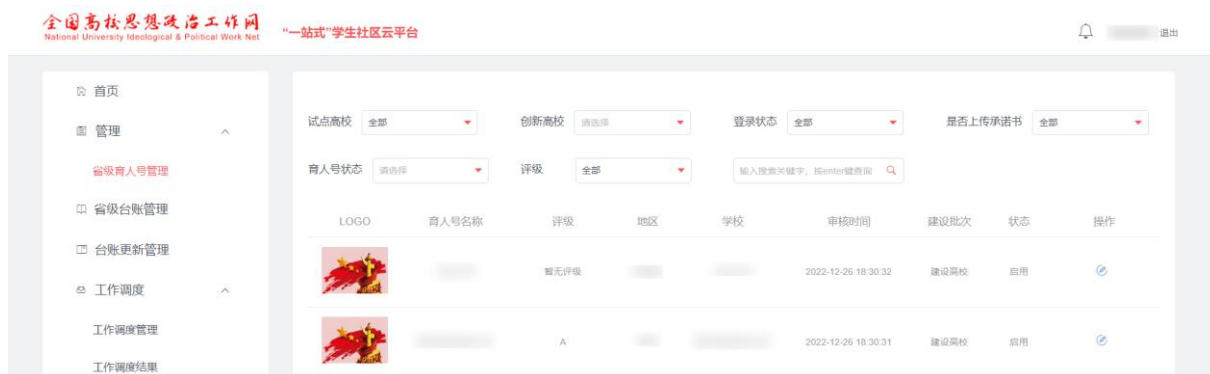 全国高校思想政治工作网
National University Ideological & Political Work Net
“一站式”学生社区云平台
退出
首页
管理
省级育人号管理
省级台账管理
台账更新管理
工作调度
工作调度管理
工作调度结果
试点高校 全部 创新高校 请选择 登录状态 全部 是否上传承诺书 全部
育人号状态 请选择 评级 全部 输入搜索关键字，按enter键查询
LOGO 育人号名称 评级 地区 学校 审核时间 建设批次 状态 操作
暂无评级 2022-12-26 18:30:32 建设高校 启用
A 2022-12-26 18:30:31 建设高校 启用